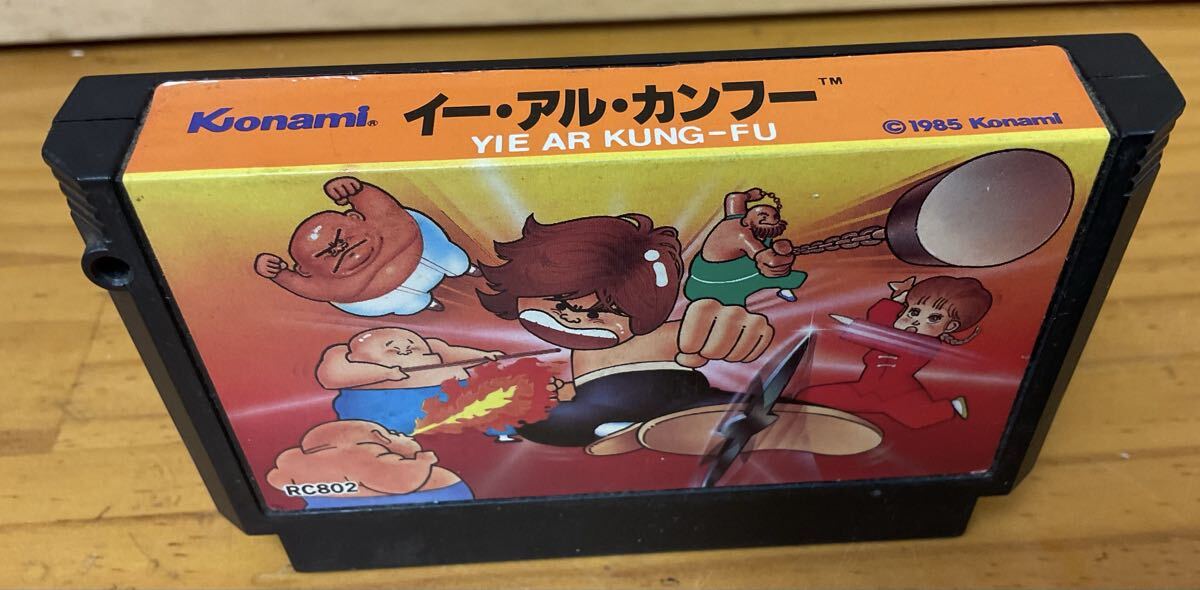 Konami® イー・アル・カンフー™
YIE AR KUNG-FU
© 1985 Konami
RC802